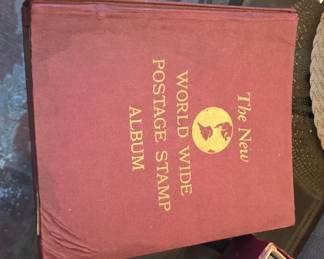 The New
WORLD WIDE
POSTAGE STAMP
ALBUM